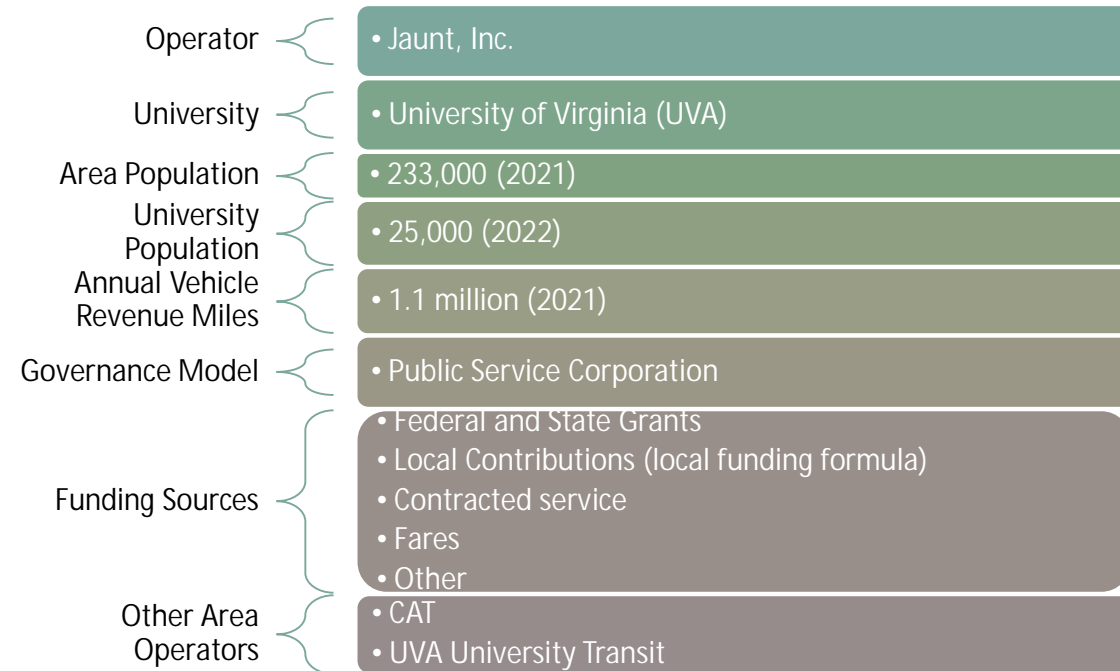 Operator
• Jaunt, Inc.
University
• University of Virginia (UVA)
Area Population
• 233,000 (2021)
University
Population
• 25,000 (2022)
Annual Vehicle
Revenue Miles
• 1.1 million (2021)
Governance Model
• Public Service Corporation
Funding Sources
• Federal and State Grants
• Local Contributions (local funding formula)
• Contracted service
• Fares
• Other
Other Area
Operators
• CAT
• UVA University Transit